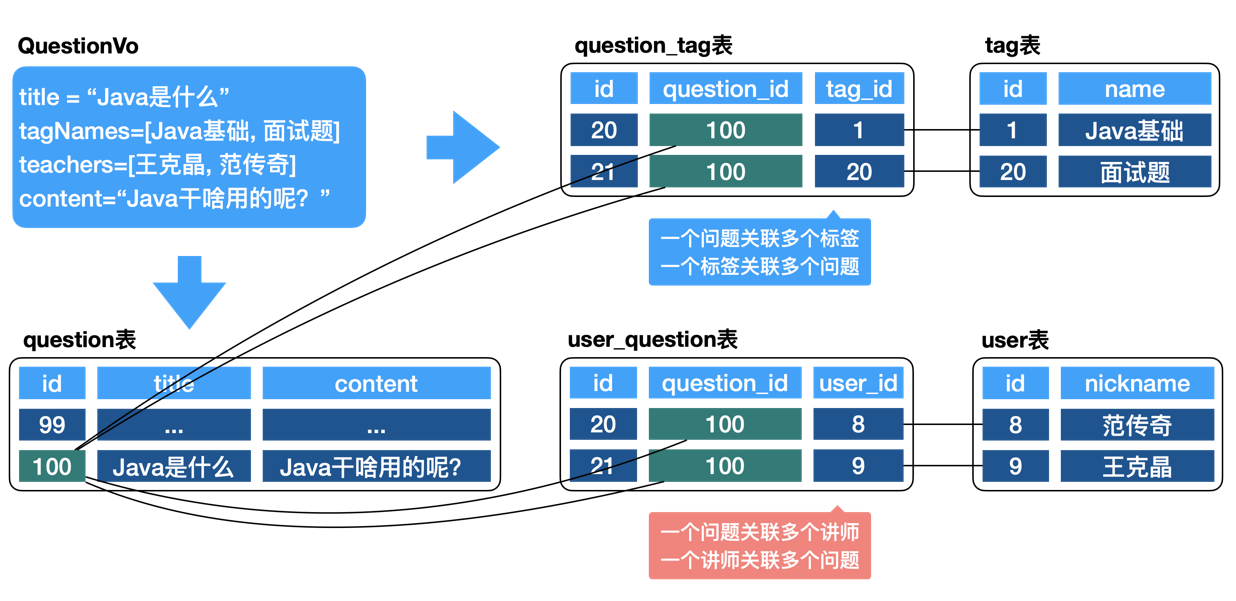 QuestionVo
title = “Java是什么”
tagNames=[Java基础, 面试题]
teachers=[王克晶, 范传奇]
content=“Java干啥用的呢？”
question_tag表
id question_id tag_id
20 100 1
21 100 20
tag表
id name
1 Java基础
20 面试题
一个问题关联多个标签
一个标签关联多个问题
question表
id title content
99 ... ...
100 Java是什么 Java干啥用的呢？
user_question表
id question_id user_id
20 100 8
21 100 9
user表
id nickname
8 范传奇
9 王克晶
一个问题关联多个讲师
一个讲师关联多个问题